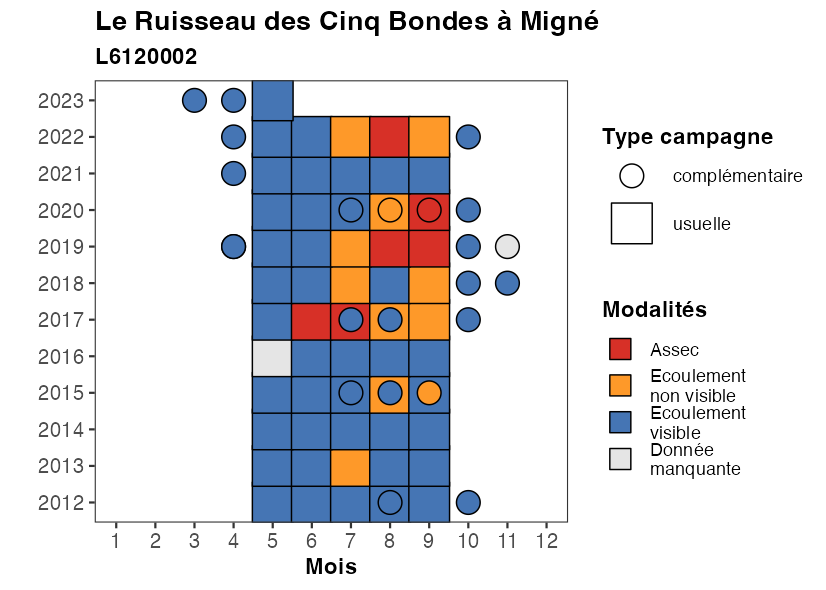 Le Ruisseau des Cinq Bondes à Migné
L6120002
2023
2022
2021
2020
2019
2018
2017
2016
2015
2014
2013
2012
1 2 3 4 5 6 7 8 9 10 11 12
Mois
Type campagne
complémentaire
usuelle
Modalités
Assec
Ecoulement
non visible
Ecoulement
visible
Donnée
manquante